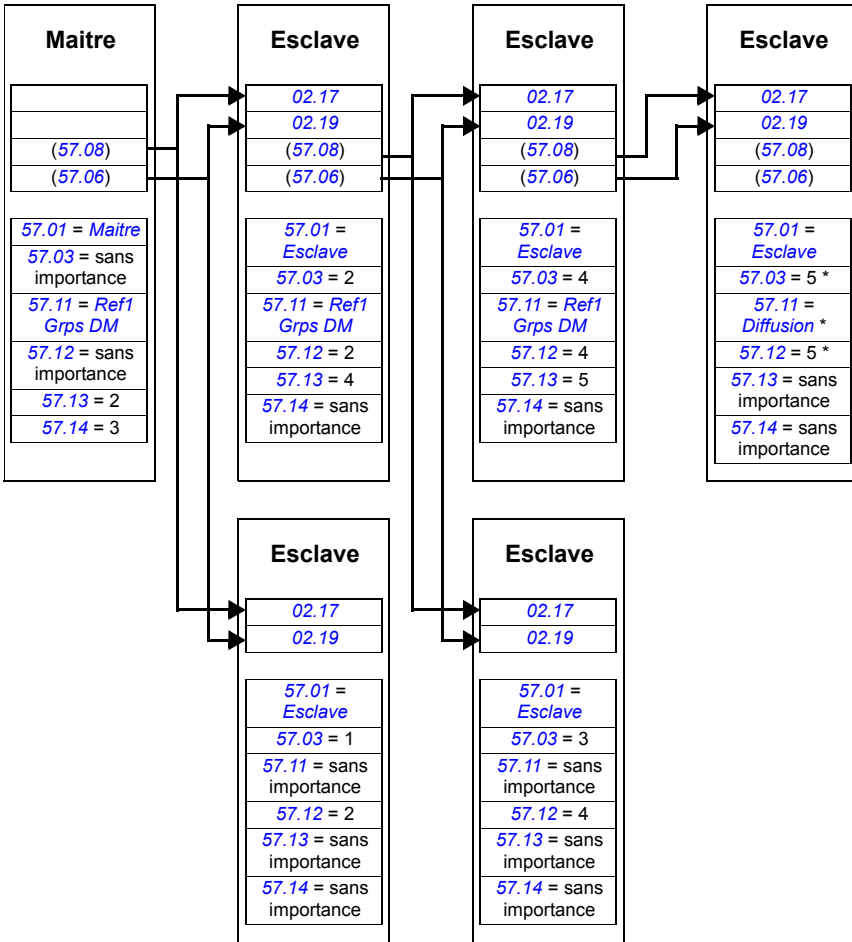 Maitre
(57.08)
(57.06)
57.01 = Maitre
57.03 = sans
importance
57.11 = Ref1
Grps DM
57.12 = sans
importance
57.13 = 2
57.14 = 3
Esclave
02.17
02.19
(57.08)
(57.06)
57.01 =
Esclave
57.03 = 2
57.11 = Ref1
Grps DM
57.12 = 2
57.13 = 4
57.14 = sans
importance
Esclave
02.17
02.19
(57.08)
(57.06)
57.01 =
Esclave
57.03 = 4
57.11 = Ref1
Grps DM
57.12 = 4
57.13 = 5
57.14 = sans
importance
Esclave
02.17
02.19
(57.08)
(57.06)
57.01 =
Esclave
57.03 = 5 *
57.11 =
Diffusion *
57.12 = 5 *
57.13 = sans
importance
57.14 = sans
importance
Esclave
02.17
02.19
57.01 =
Esclave
57.03 = 1
57.11 = sans
importance
57.12 = 2
57.13 = sans
importance
57.14 = sans
importance
Esclave
02.17
02.19
57.01 =
Esclave
57.03 = 3
57.11 = sans
importance
57.12 = 4
57.13 = sans
importance
57.14 = sans
importance